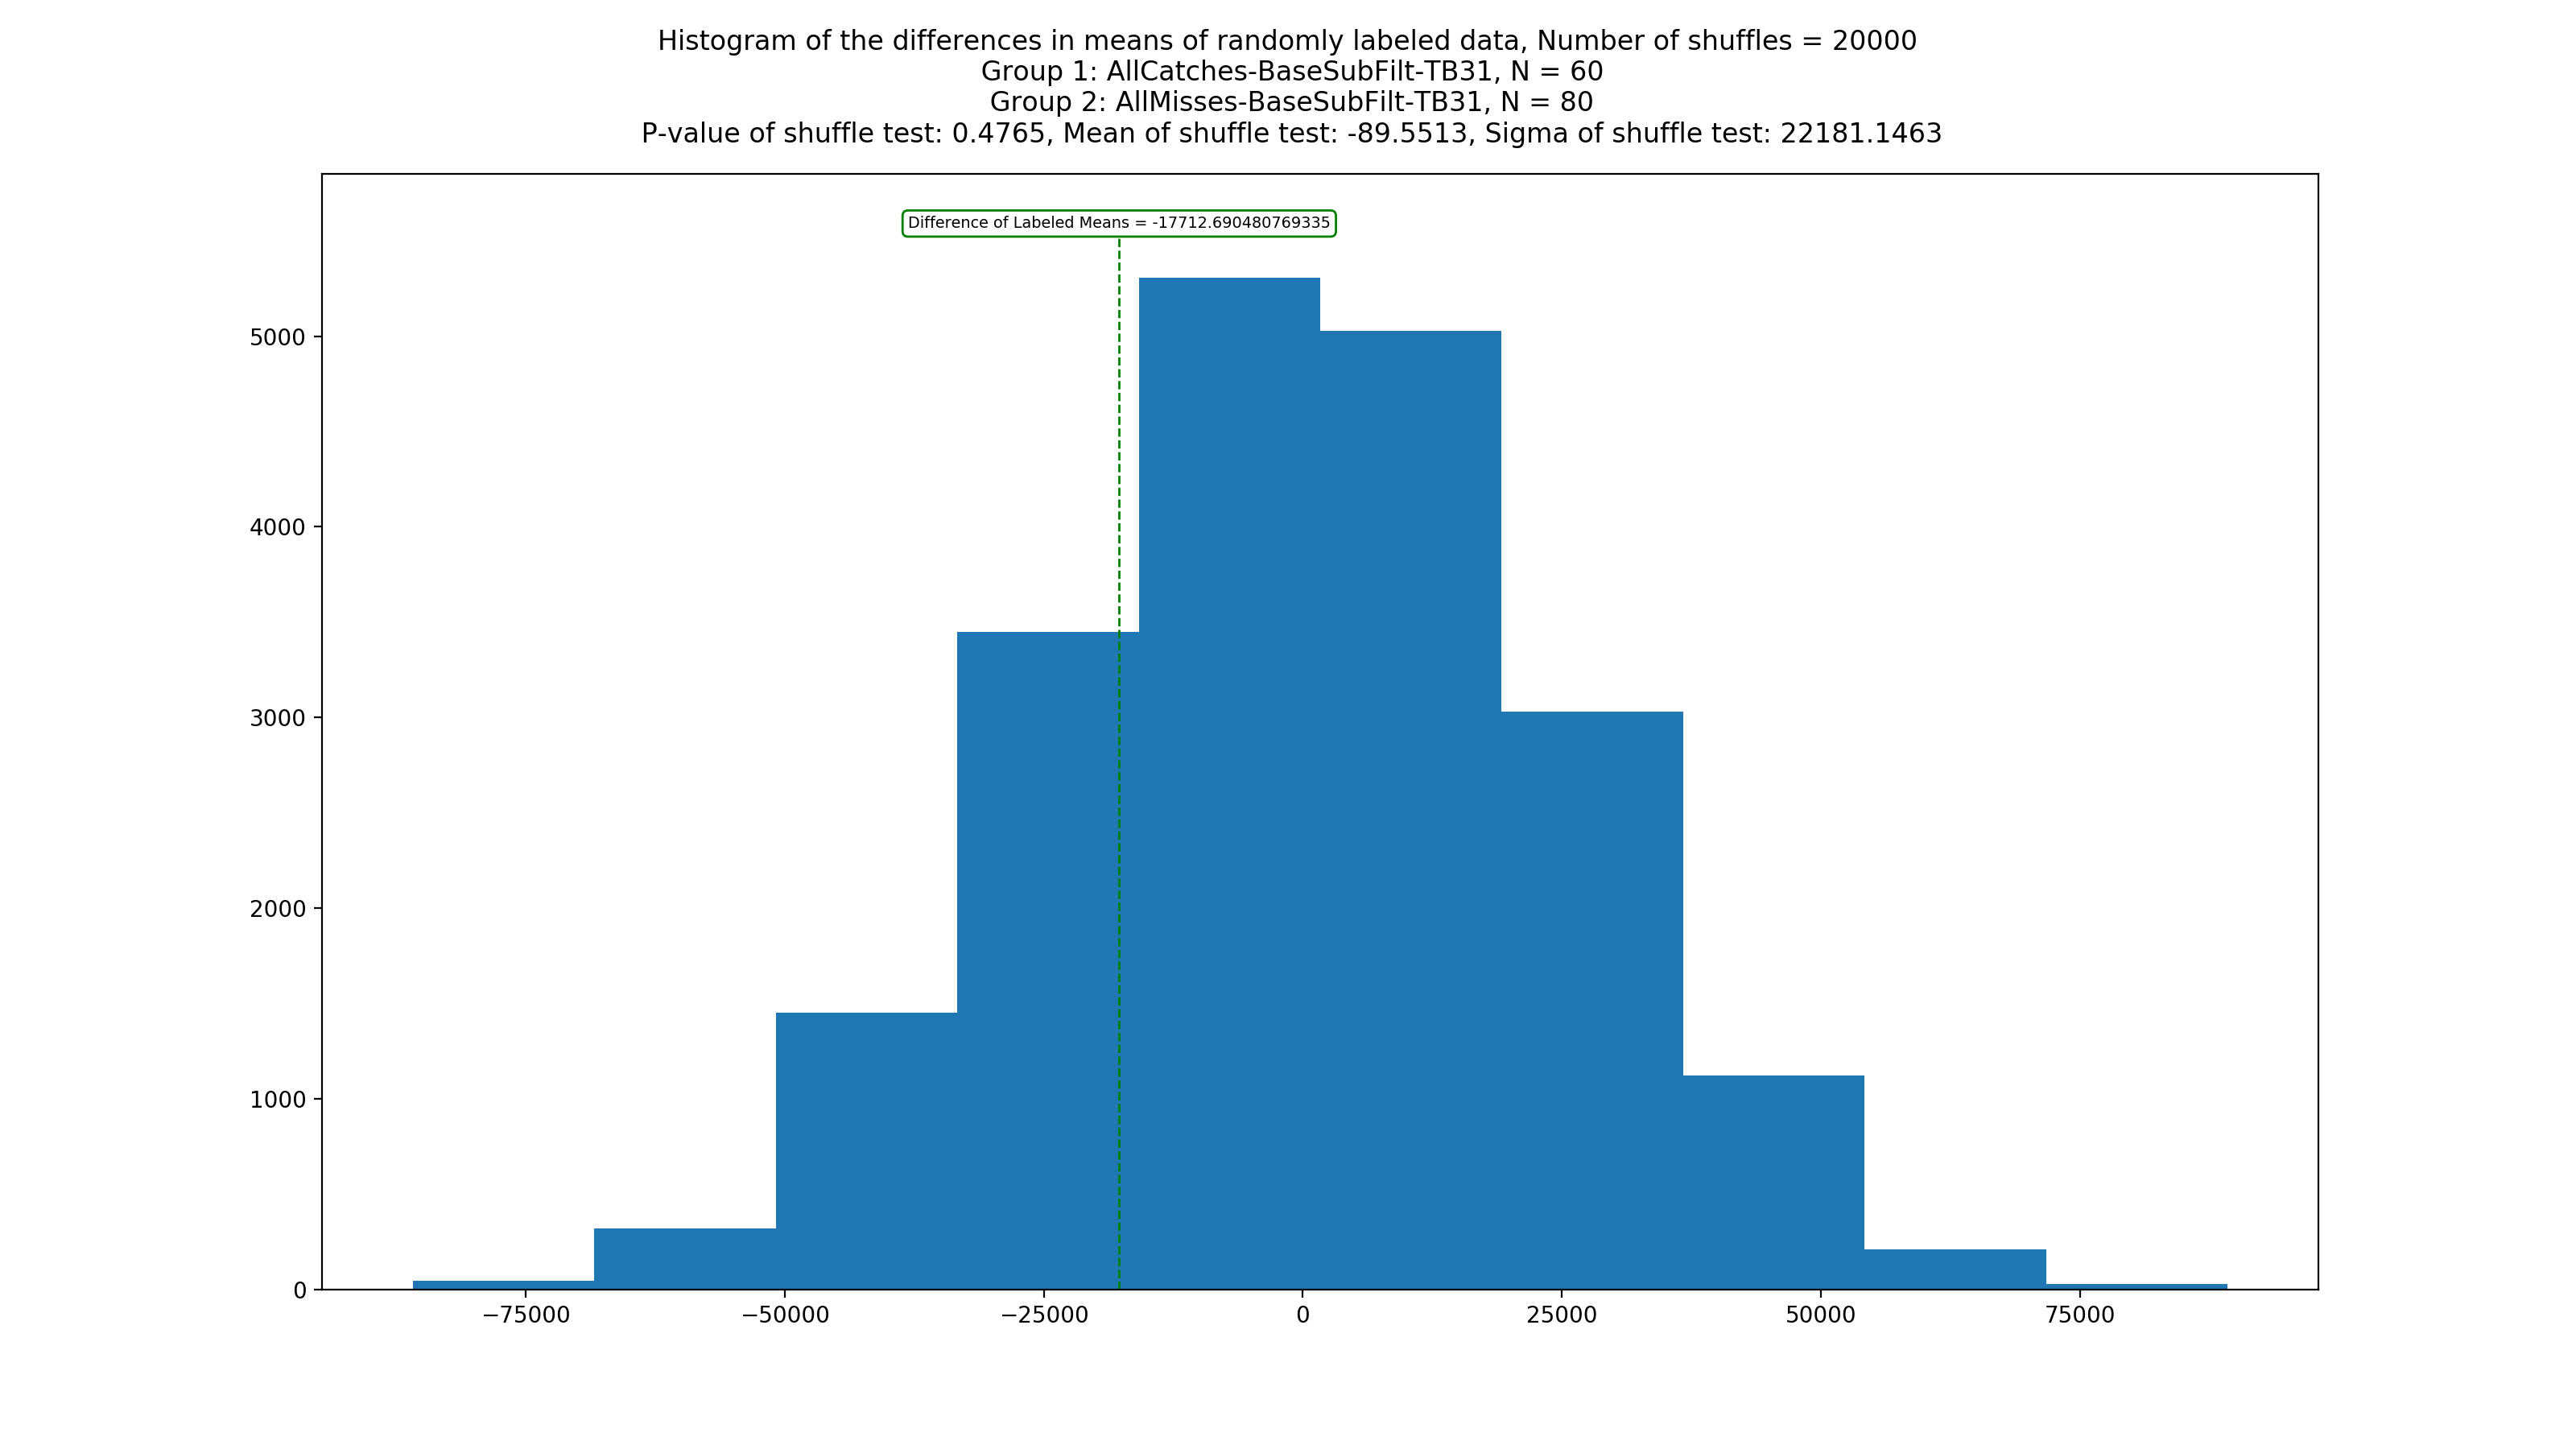 Histogram of the differences in means of randomly labeled data, Number of shuffles = 20000
Group 1: AllCatches-BaseSubFilt-TB31, N = 60
Group 2: AllMisses-BaseSubFilt-TB31, N = 80
P-value of shuffle test: 0.4765, Mean of shuffle test: -89.5513, Sigma of shuffle test: 22181.1463
Difference of Labeled Means = -17712.690480769335
5000
4000
3000
2000
1000
0
−75000 −50000 −25000 0 25000 50000 75000